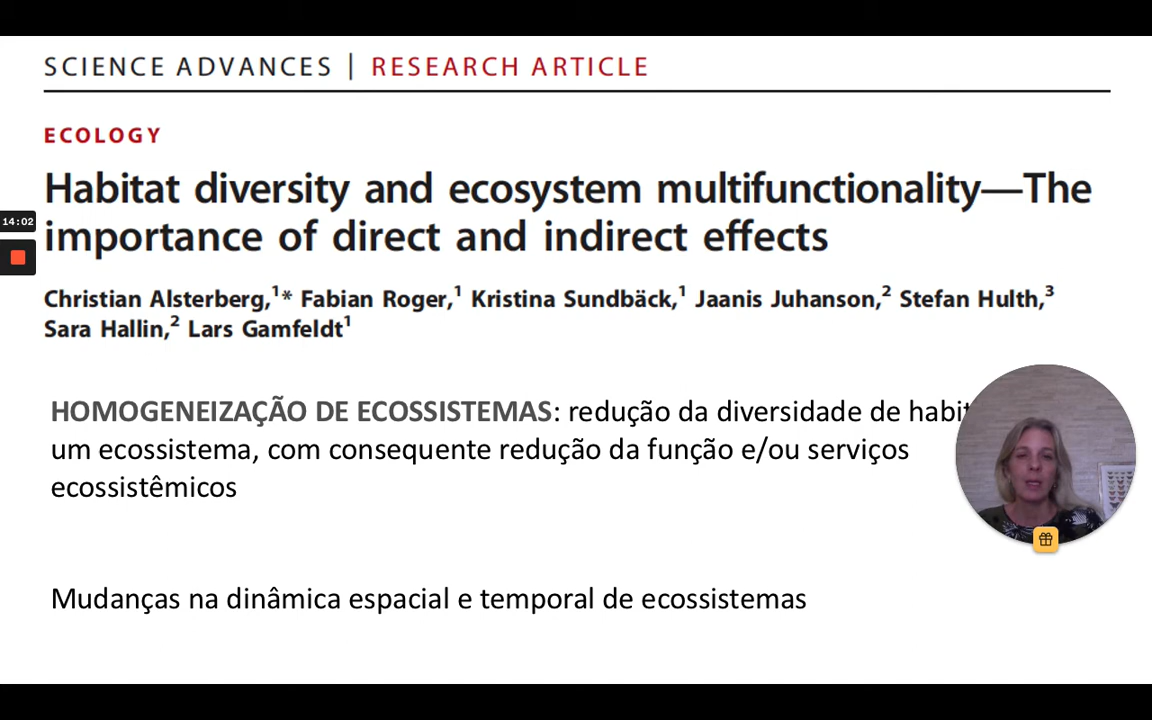 SCIENCE ADVANCES | RESEARCH ARTICLE
ECOLOGY
Habitat diversity and ecosystem multifunctionality—The
importance of direct and indirect effects
14:02
Christian Alsterberg,1* Fabian Roger,1 Kristina Sundbäck,1 Jaanis Juhanson,2 Stefan Hulth,3
Sara Hallin,2 Lars Gamfeldt1
HOMOGENEIZAÇÃO DE ECOSSISTEMAS: redução da diversidade de
um ecossistema, com consequente redução da função e/ou serviços
ecossistêmicos
Mudanças na dinâmica espacial e temporal de ecossistemas